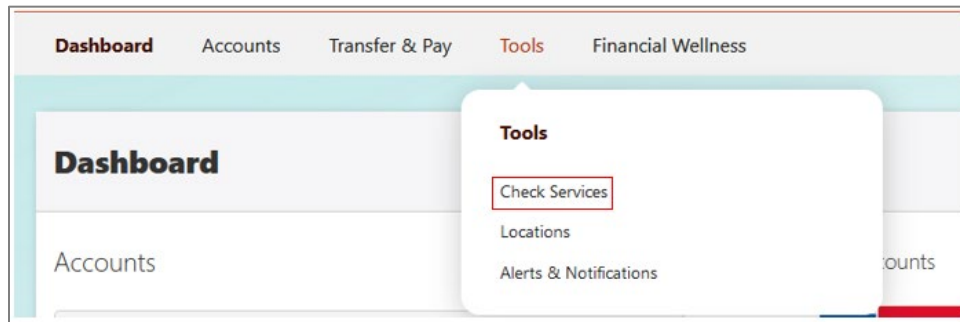 Dashboard Accounts Transfer & Pay Tools Financial Wellness
Tools
Dashboard
Check Services
Locations
Accounts
Alerts & Notifications